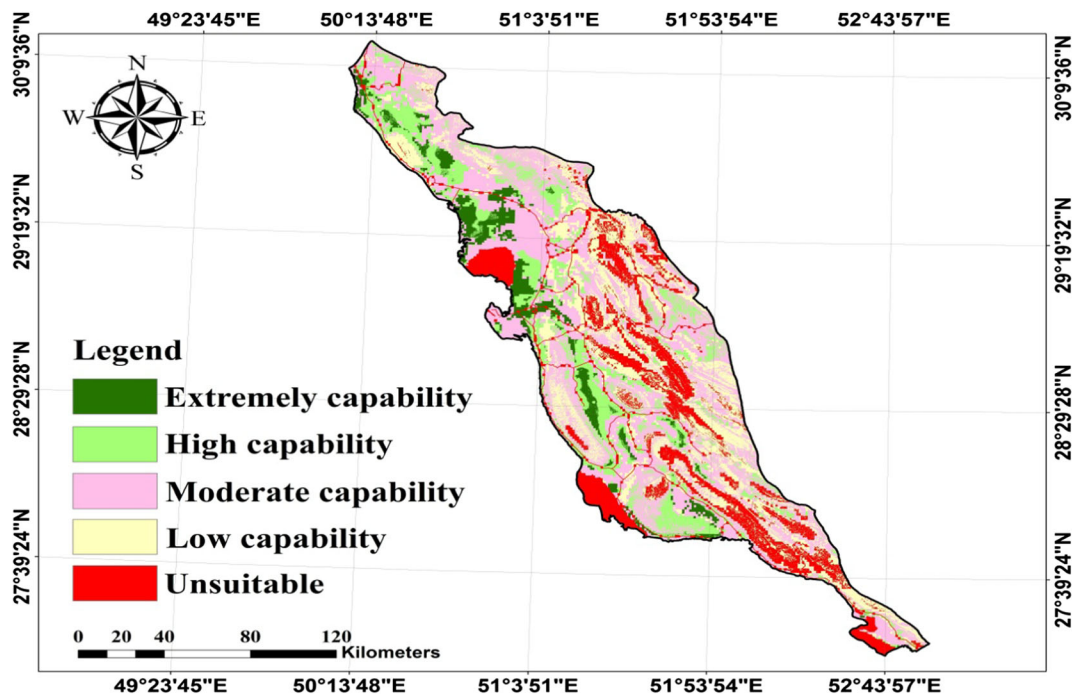 49°23'45"E 50°13'48"E 51°3'51"E 51°53'54"E 52°43'57"E
30°9'36"N
30°9'36"N
N
W E
S
29°19'32"N
29°19'32"N
Legend
Extremely capability
High capability
Moderate capability
Low capability
Unsuitable
28°29'28"N
28°29'28"N
27°39'24"N
27°39'24"N
0 20 40 80 120
Kilometers
49°23'45"E 50°13'48"E 51°3'51"E 51°53'54"E 52°43'57"E